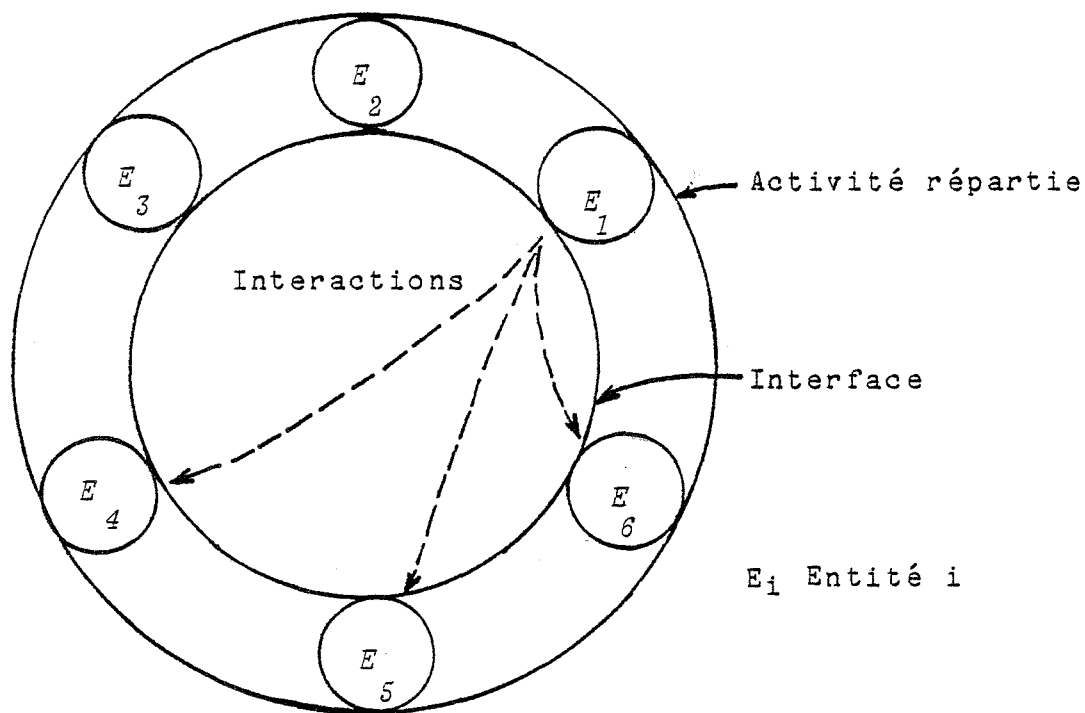 E2
E3
E1
Activité répartie
Interactions
Interface
E4
E6
Ei Entité i
E5